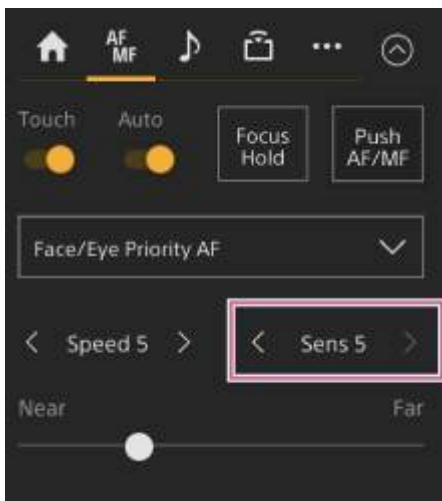 AF
MF
Touch Auto
Focus
Hold
Push
AF/MF
Face/Eye Priority AF
Speed 5
Sens 5
Near Far